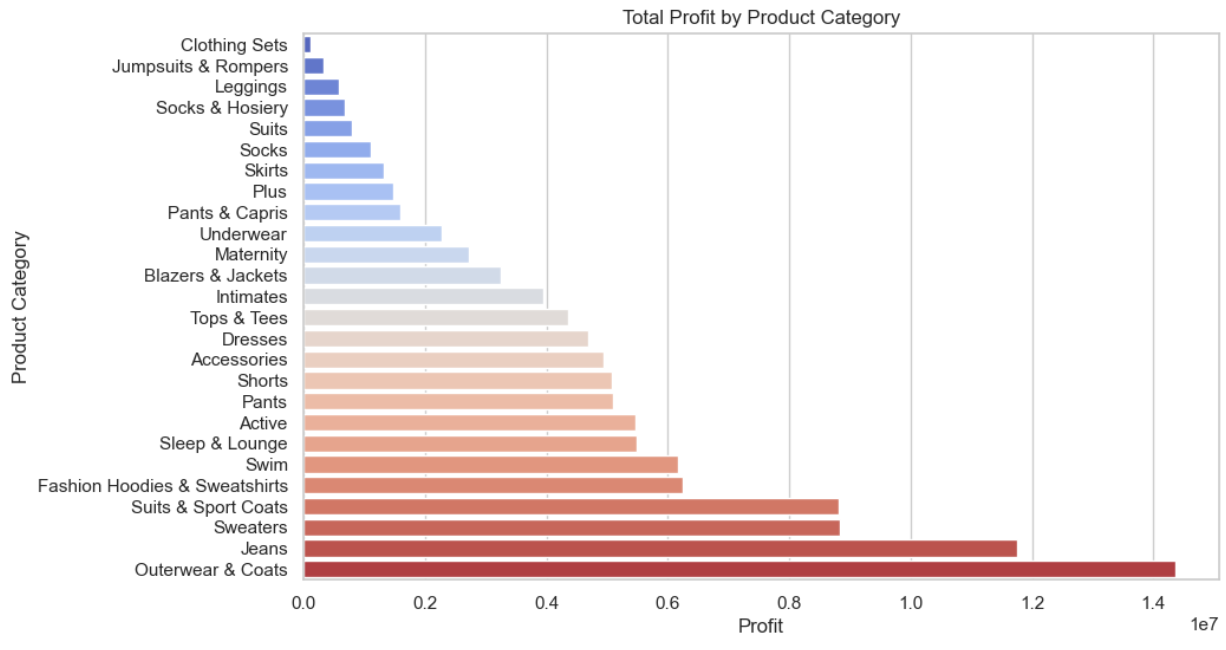 Total Profit by Product Category
Product Category
Clothing Sets
Jumpsuits & Rompers
Leggings
Socks & Hosiery
Suits
Socks
Skirts
Plus
Pants & Capris
Underwear
Maternity
Blazers & Jackets
Intimates
Tops & Tees
Dresses
Accessories
Shorts
Pants
Active
Sleep & Lounge
Swim
Fashion Hoodies & Sweatshirts
Suits & Sport Coats
Sweaters
Jeans
Outerwear & Coats
0.0 0.2 0.4 0.6 0.8 1.0 1.2 1.4
1e7
Profit